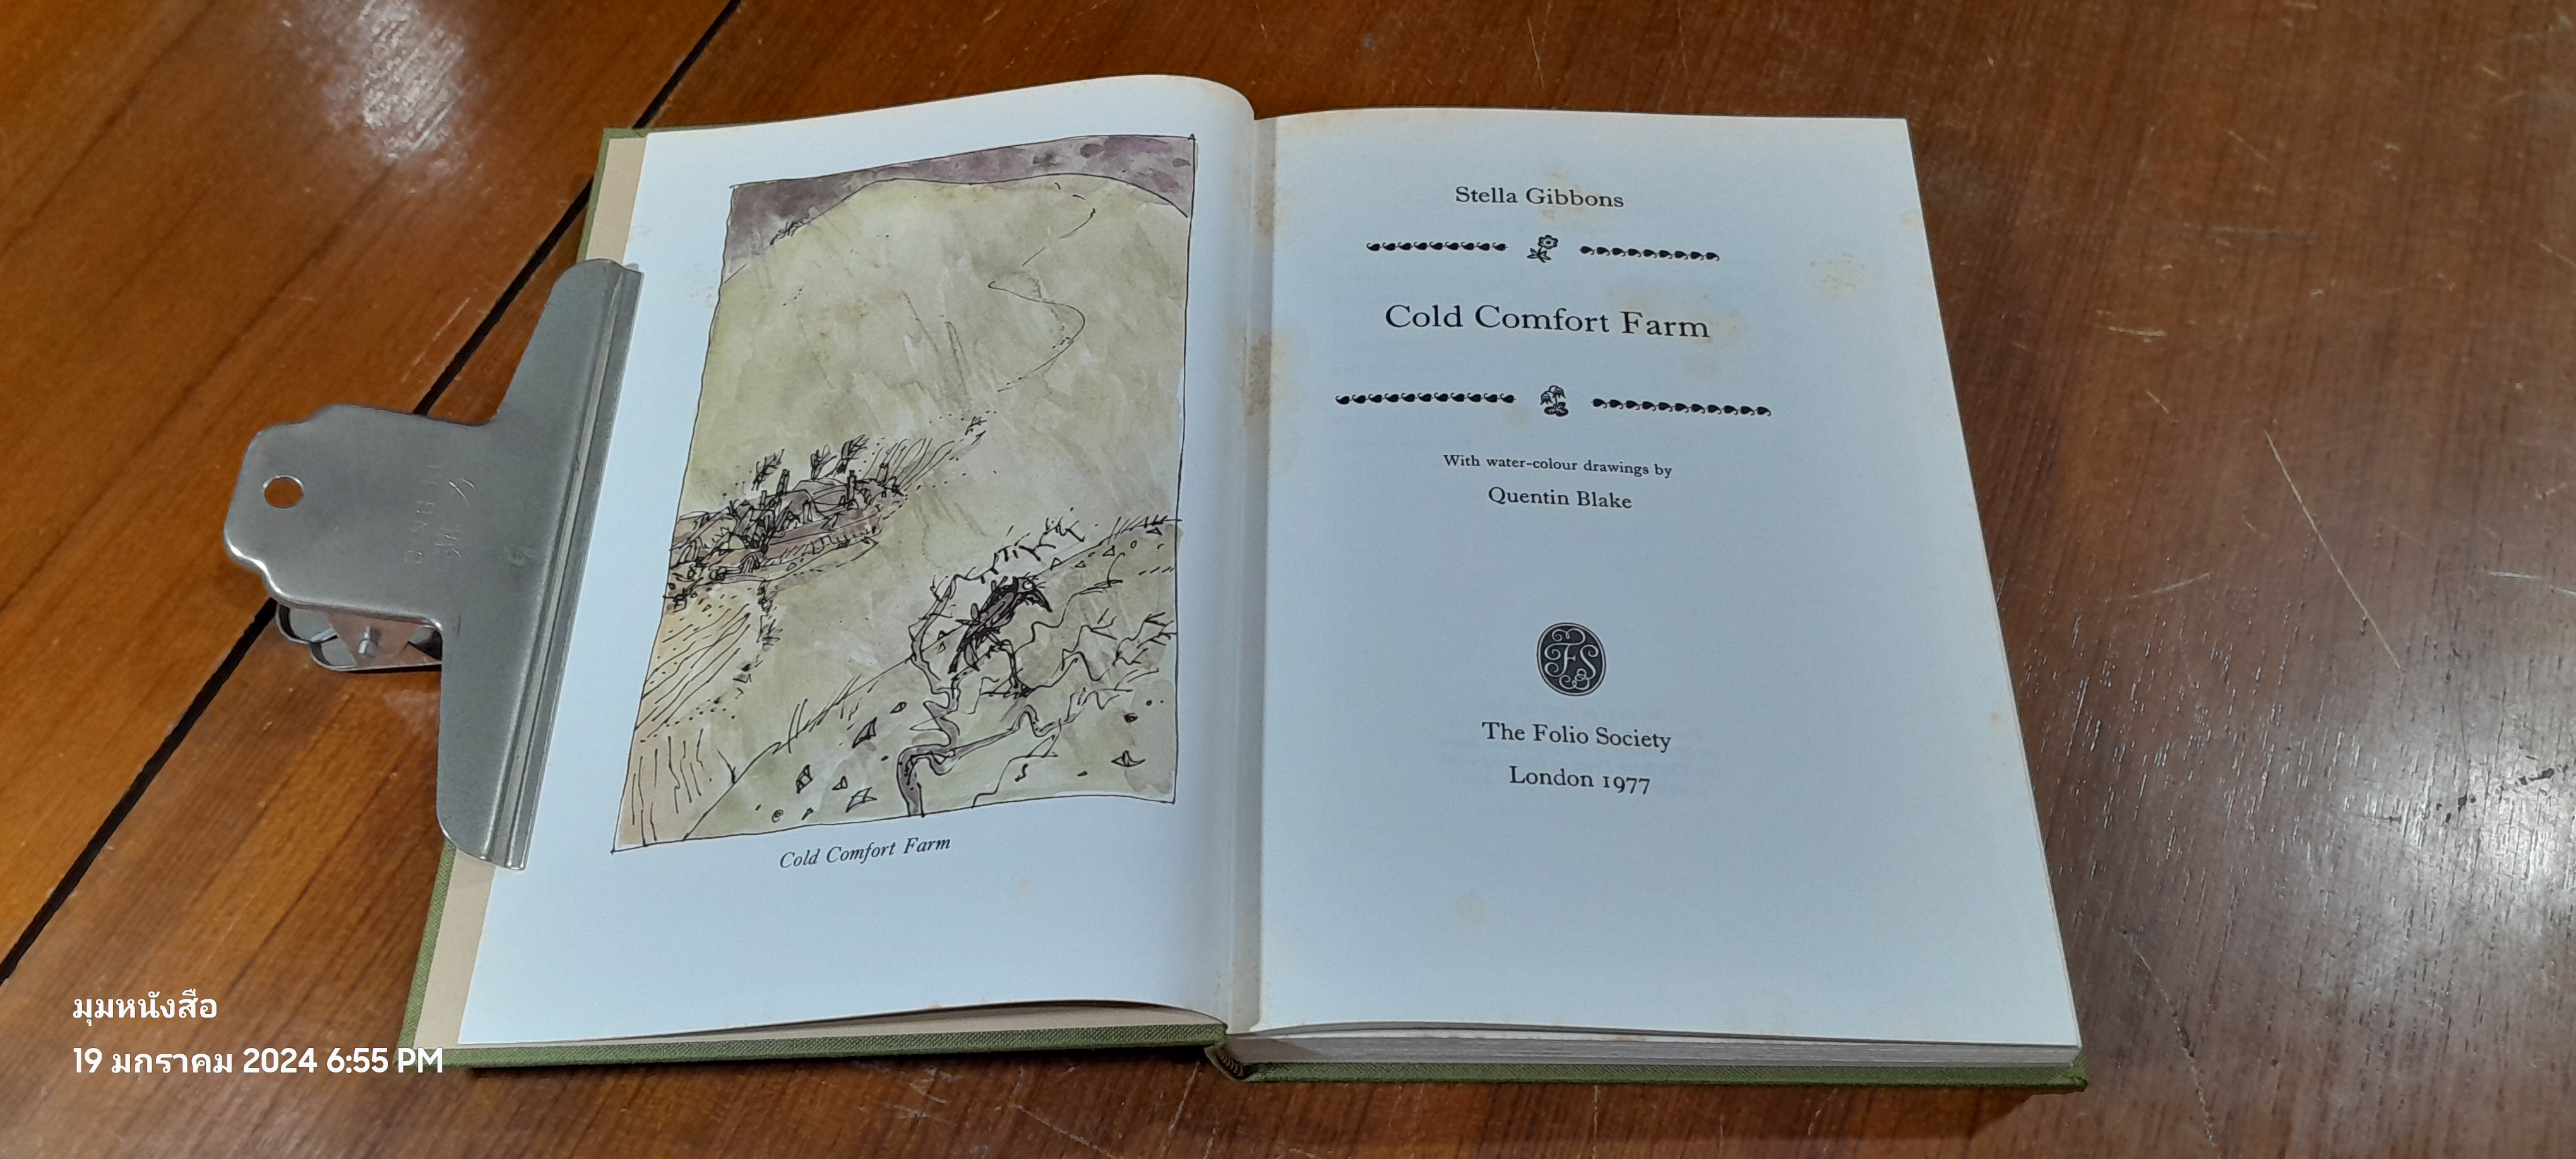 Cold Comfort Farm
Stella Gibbons
Cold Comfort Farm
With water-colour drawings by
Quentin Blake
FS
The Folio Society
London 1977
มุมหนังสือ
19 มกราคม 2024 6:55 PM